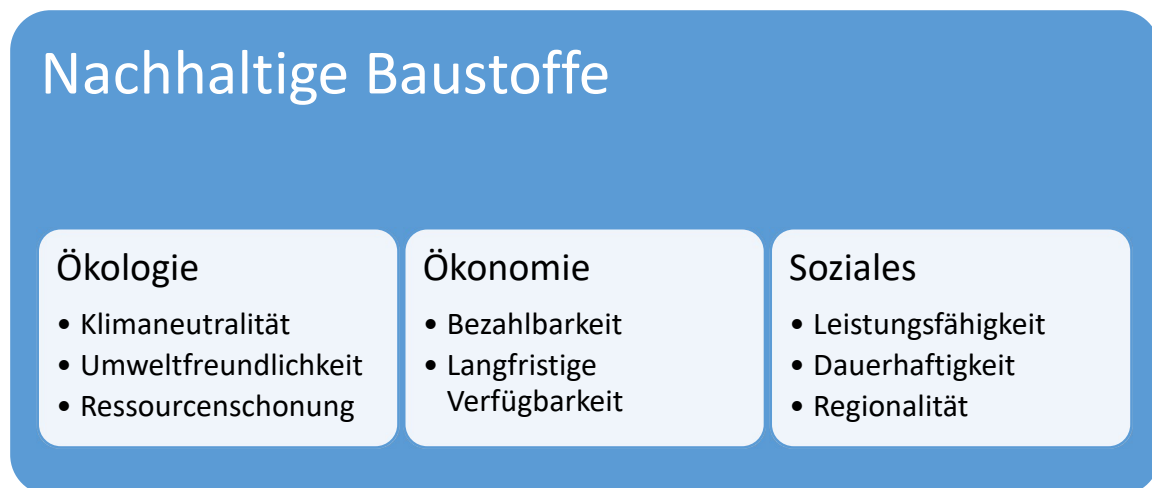 Nachhaltige Baustoffe
Ökologie
• Klimaneutralität
• Umweltfreundlichkeit
• Ressourcenschonung
Ökonomie
• Bezahlbarkeit
• Langfristige
Verfügbarkeit
Soziales
• Leistungsfähigkeit
• Dauerhaftigkeit
• Regionalität